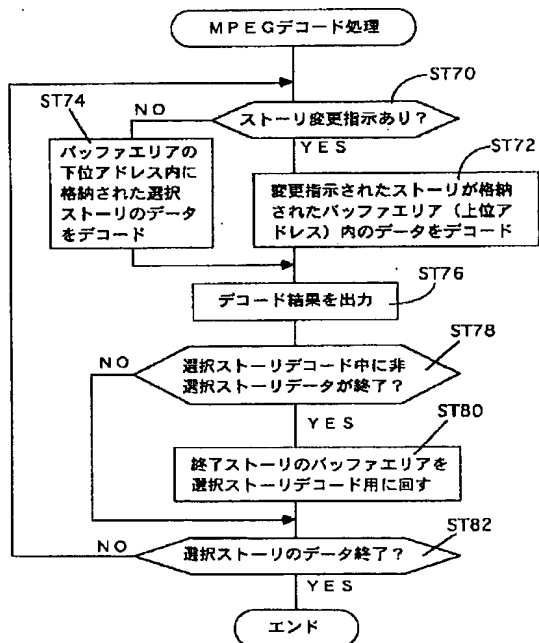 MPEGデコード処理
ST70
ストーリ変更指示あり?
NO
YES
ST74
バッファエリアの
下位アドレス内に
格納された選択
ストーリのデータ
をデコード
ST72
変更指示されたストーリが格納
されたバッファエリア(上位ア
ドレス)内のデータをデコード
ST76
デコード結果を出力
ST78
選択ストーリデコード中に非
選択ストーリデータが終了?
NO
YES
ST80
終了ストーリのバッファエリアを
選択ストーリデコード用に回す
ST82
選択ストーリのデータ終了?
NO
YES
エンド